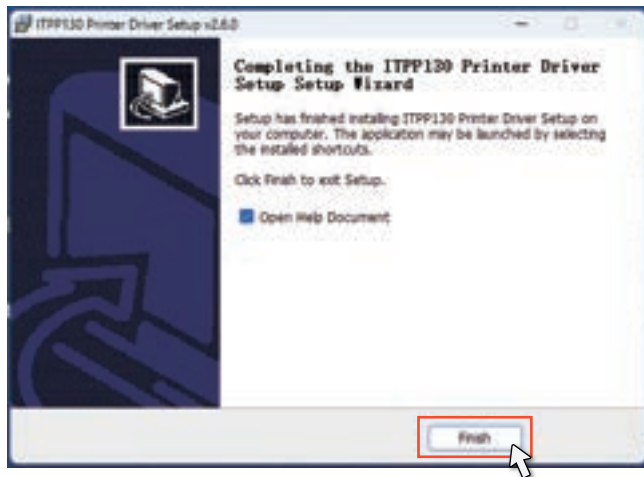 ITPP130 Printer Driver Setup v2.6.0
Completing the ITPP130 Printer Driver
Setup Setup Wizard
Setup has finished installing ITPP130 Printer Driver Setup on
your computer. The application may be launched by selecting
the installed shortcuts.
Click Finish to exit Setup.
Open Help Document
Finish